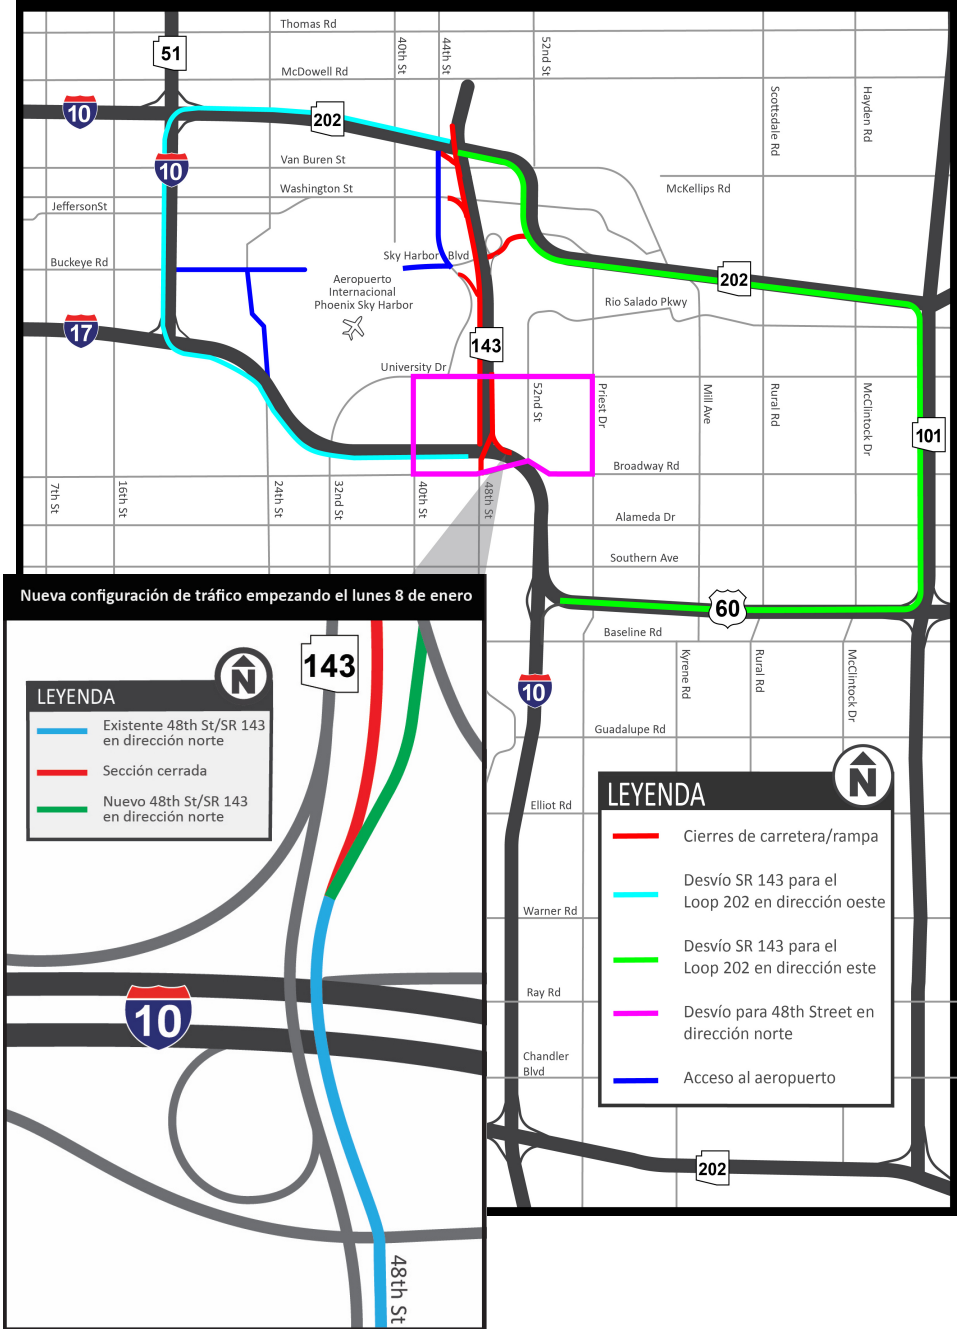 Thomas Rd
51
40th St
44th St
52nd St
McDowell Rd
Scottsdale Rd
Hayden Rd
10
202
Van Buren St
10
Washington St
McKellips Rd
JeffersonSt
Buckeye Rd
Sky Harbor Blvd
Aeropuerto
Internacional
Phoenix Sky Harbor
202
Rio Salado Pkwy
17
143
University Dr
52nd St
Priest Dr
Mill Ave
Rural Rd
McClintock Dr
101
Broadway Rd
7th St
16th St
24th St
32nd St
40th St
48th St
Alameda Dr
Southern Ave
60
Baseline Rd
Kyrene Rd
Rural Rd
McClintock Dr
10
Guadalupe Rd
Elliot Rd
Warner Rd
Ray Rd
Chandler
Blvd
202
LEYENDA
N
Cierres de carretera/rampa
Desvío SR 143 para el
Loop 202 en dirección oeste
Desvío SR 143 para el
Loop 202 en dirección este
Desvío para 48th Street en
dirección norte
Acceso al aeropuerto
Nueva configuración de tráfico empezando el lunes 8 de enero
143
N
LEYENDA
Existente 48th St/SR 143
en dirección norte
Sección cerrada
Nuevo 48th St/SR 143
en dirección norte
10
48th St